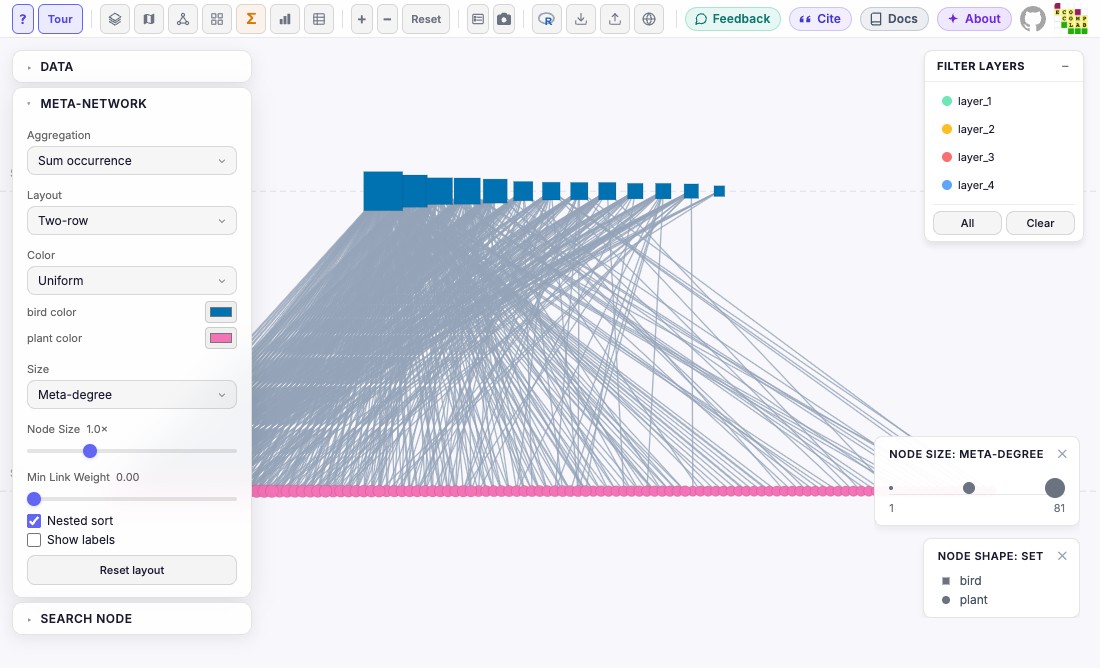 ?
Tour
Σ
+
−
Reset
R
Feedback
Cite
Docs
About
ECO
COMP
LAB
DATA
META-NETWORK
Aggregation
Sum occurrence
Layout
Two-row
Color
Uniform
bird color
plant color
Size
Meta-degree
Node Size 1.0×
Min Link Weight 0.00
Nested sort
Show labels
Reset layout
SEARCH NODE
FILTER LAYERS
layer_1
layer_2
layer_3
layer_4
All
Clear
NODE SIZE: META-DEGREE
1
81
NODE SHAPE: SET
bird
plant